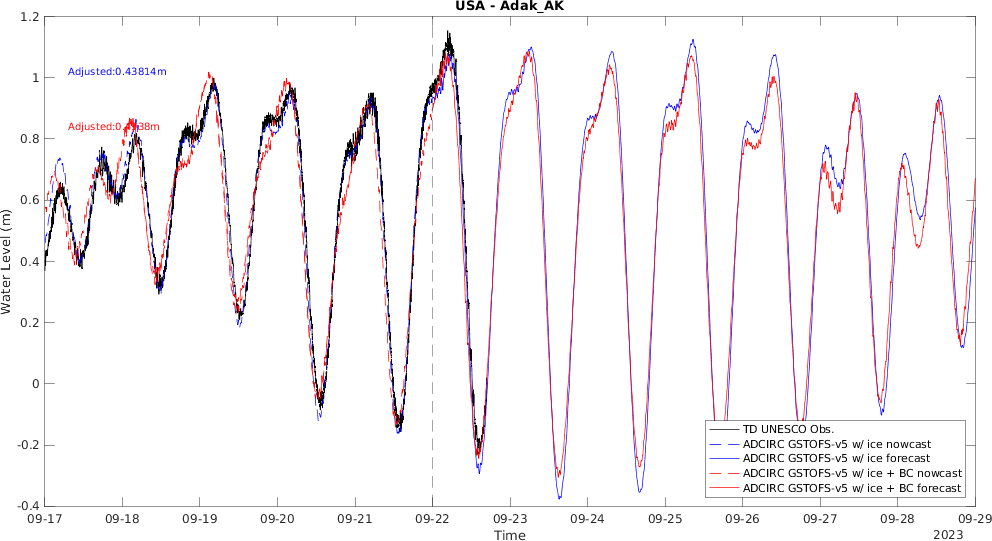 USA - Adak_AK
1.2
1
0.8
0.6
0.4
0.2
0
-0.2
-0.4
Water Level (m)
Adjusted:0.43814m
TD UNESCO Obs.
ADCIRC GSTOFS-v5 w/ ice nowcast
ADCIRC GSTOFS-v5 w/ ice forecast
ADCIRC GSTOFS-v5 w/ ice + BC nowcast
ADCIRC GSTOFS-v5 w/ ice + BC forecast
09-17 09-18 09-19 09-20 09-21 09-22 09-23 09-24 09-25 09-26 09-27 09-28 09-29
Time
2023